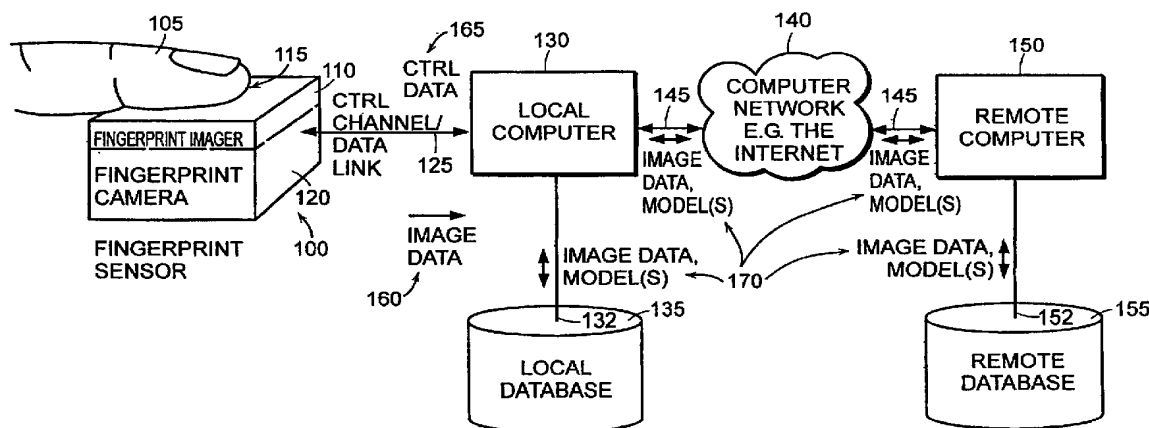 105
115
110
FINGERPRINT IMAGER
FINGERPRINT
CAMERA
120
100
FINGERPRINT
SENSOR
165
CTRL
DATA
CTRL
CHANNEL/
DATA
LINK
125
IMAGE
DATA
160
130
LOCAL
COMPUTER
145
IMAGE
DATA,
MODEL(S)
140
COMPUTER
NETWORK
E.G. THE
INTERNET
145
IMAGE
DATA,
MODEL(S)
150
REMOTE
COMPUTER
IMAGE DATA,
MODEL(S)
170
IMAGE DATA,
MODEL(S)
132
135
LOCAL
DATABASE
152
155
REMOTE
DATABASE